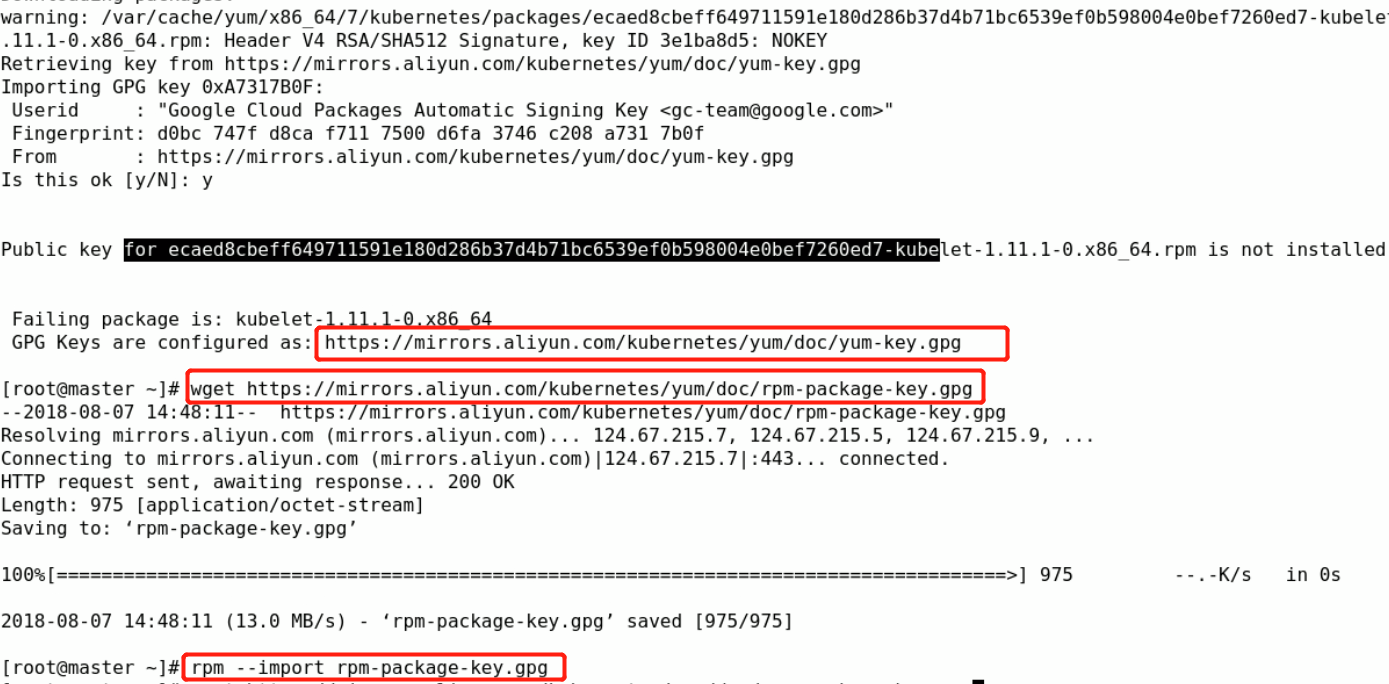 warning: /var/cache/yum/x86_64/7/kubernetes/packages/ecaed8cbeff649711591e180d286b37d4b71bc6539ef0b598004e0bef7260ed7-kubelet
.11.1-0.x86_64.rpm: Header V4 RSA/SHA512 Signature, key ID 3e1ba8d5: NOKEY
Retrieving key from https://mirrors.aliyun.com/kubernetes/yum/doc/yum-key.gpg
Importing GPG key 0xA7317B0F:
 Userid     : "Google Cloud Packages Automatic Signing Key <gc-team@google.com>"
 Fingerprint: d0bc 747f d8ca f711 7500 d6fa 3746 c208 a731 7b0f
 From       : https://mirrors.aliyun.com/kubernetes/yum/doc/yum-key.gpg
Is this ok [y/N]: y
Public key for ecaed8cbeff649711591e180d286b37d4b71bc6539ef0b598004e0bef7260ed7-kubelet-1.11.1-0.x86_64.rpm is not installed
 Failing package is: kubelet-1.11.1-0.x86_64
 GPG Keys are configured as: https://mirrors.aliyun.com/kubernetes/yum/doc/yum-key.gpg
[root@master ~]# wget https://mirrors.aliyun.com/kubernetes/yum/doc/rpm-package-key.gpg
--2018-08-07 14:48:11--  https://mirrors.aliyun.com/kubernetes/yum/doc/rpm-package-key.gpg
Resolving mirrors.aliyun.com (mirrors.aliyun.com)... 124.67.215.7, 124.67.215.5, 124.67.215.9, ...
Connecting to mirrors.aliyun.com (mirrors.aliyun.com)|124.67.215.7|:443... connected.
HTTP request sent, awaiting response... 200 OK
Length: 975 [application/octet-stream]
Saving to: ‘rpm-package-key.gpg’
100%[=====================================================================================>] 975         --.-K/s   in 0s
2018-08-07 14:48:11 (13.0 MB/s) - ‘rpm-package-key.gpg’ saved [975/975]
[root@master ~]# rpm --import rpm-package-key.gpg